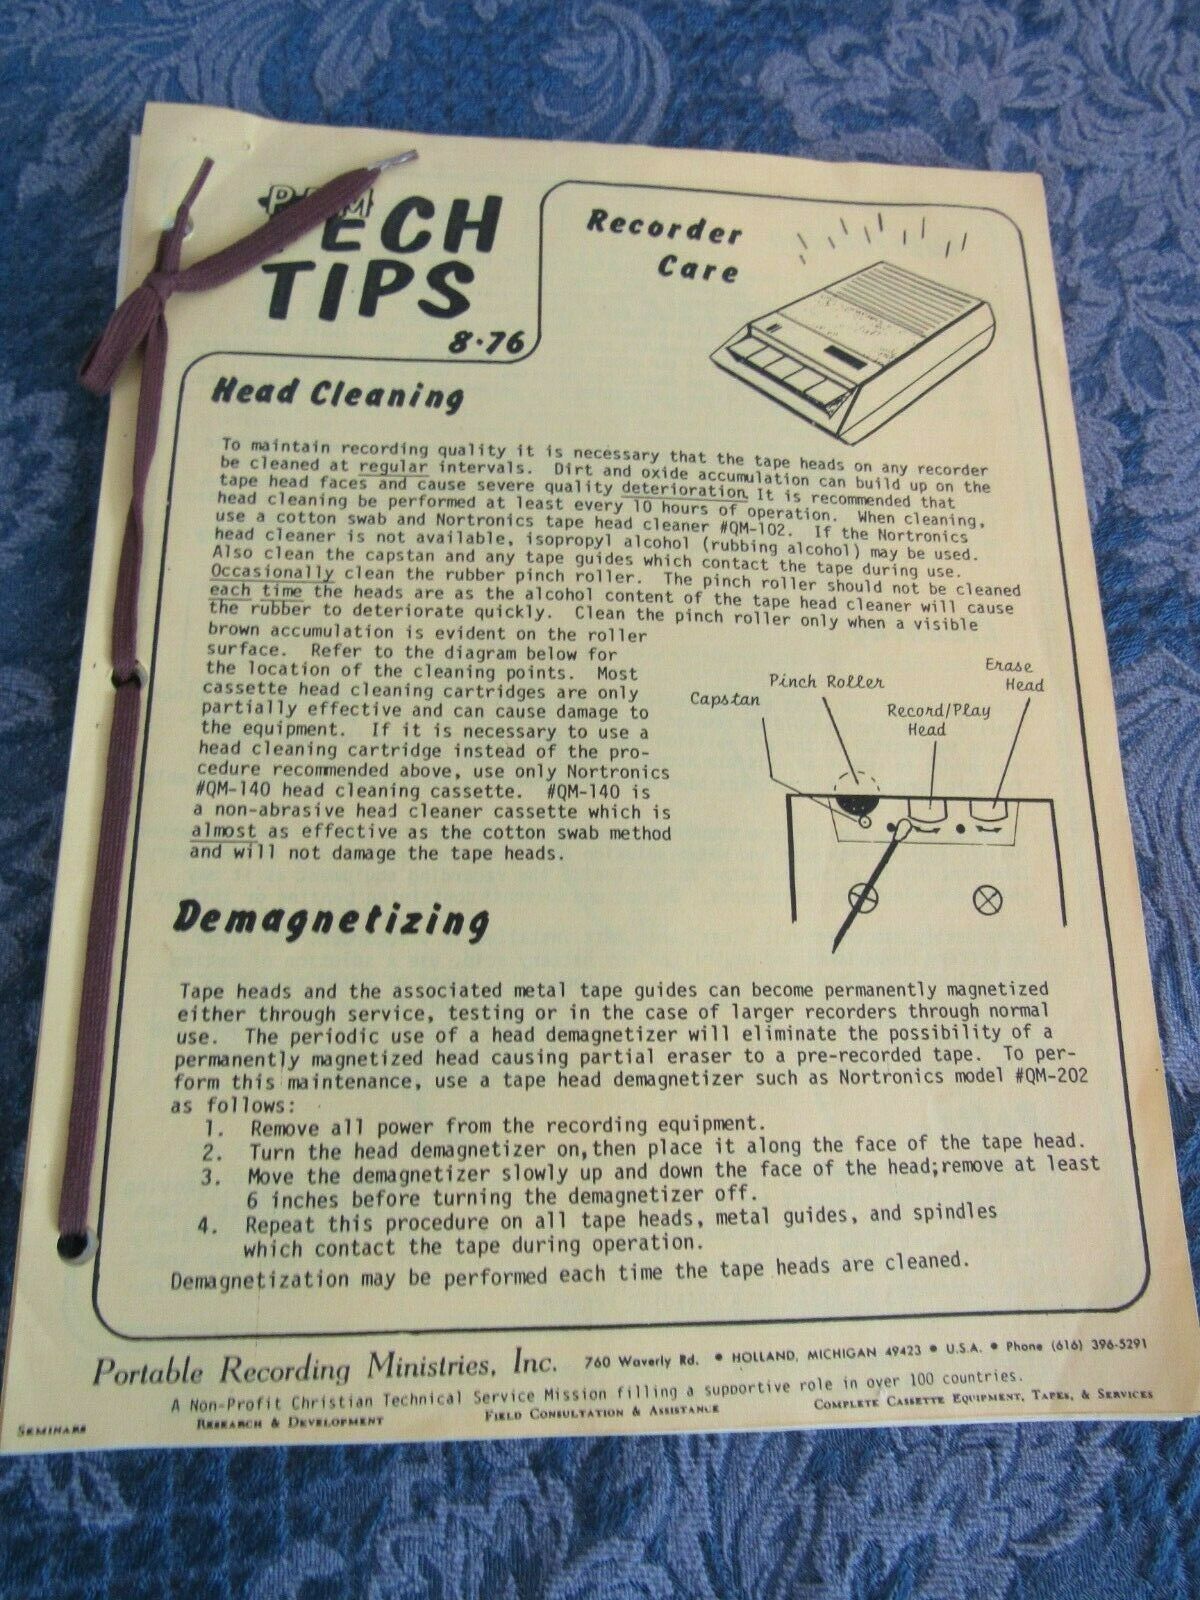 TECH
TIPS
8·76
Recorder
Care
Head Cleaning
To maintain recording quality it is necessary that the tape heads on any recorder
be cleaned at regular intervals. Dirt and oxide accumulation can build up on the
tape head faces and cause severe quality deterioration. It is recommended that
head cleaning be performed at least every 10 hours of operation. When cleaning,
use a cotton swab and Nortronics tape head cleaner #QM-102. If the Nortronics
head cleaner is not available, isopropyl alcohol (rubbing alcohol) may be used.
Also clean the capstan and any tape guides which contact the tape during use.
Occasionally clean the rubber pinch roller. The pinch roller should not be cleaned
each time the heads are as the alcohol content of the tape head cleaner will cause
the rubber to deteriorate quickly. Clean the pinch roller only when a visible
brown accumulation is evident on the roller
surface. Refer to the diagram below for
the location of the cleaning points. Most
cassette head cleaning cartridges are only
partially effective and can cause damage to
the equipment. If it is necessary to use a
head cleaning cartridge instead of the pro-
cedure recommended above, use only Nortronics
#QM-140 head cleaning cassette. #QM-140 is
a non-abrasive head cleaner cassette which is
almost as effective as the cotton swab method
and will not damage the tape heads.
Capstan
Pinch Roller
Record/Play
Head
Erase
Head
Demagnetizing
Tape heads and the associated metal tape guides can become permanently magnetized
either through service, testing or in the case of larger recorders through normal
use. The periodic use of a head demagnetizer will eliminate the possibility of a
permanently magnetized head causing partial eraser to a pre-recorded tape. To per-
form this maintenance, use a tape head demagnetizer such as Nortronics model #QM-202
as follows:
1. Remove all power from the recording equipment.
2. Turn the head demagnetizer on,then place it along the face of the tape head.
3. Move the demagnetizer slowly up and down the face of the head;remove at least
6 inches before turning the demagnetizer off.
4. Repeat this procedure on all tape heads, metal guides, and spindles
which contact the tape during operation.
Demagnetization may be performed each time the tape heads are cleaned.
Portable Recording Ministries, Inc. 760 Waverly Rd. • HOLLAND, MICHIGAN 49423 • U.S.A. • Phone (616) 396-5291
A Non-Profit Christian Technical Service Mission filling a supportive role in over 100 countries.
SEMINARS RESEARCH & DEVELOPMENT FIELD CONSULTATION & ASSISTANCE COMPLETE CASSETTE EQUIPMENT, TAPES, & SERVICES